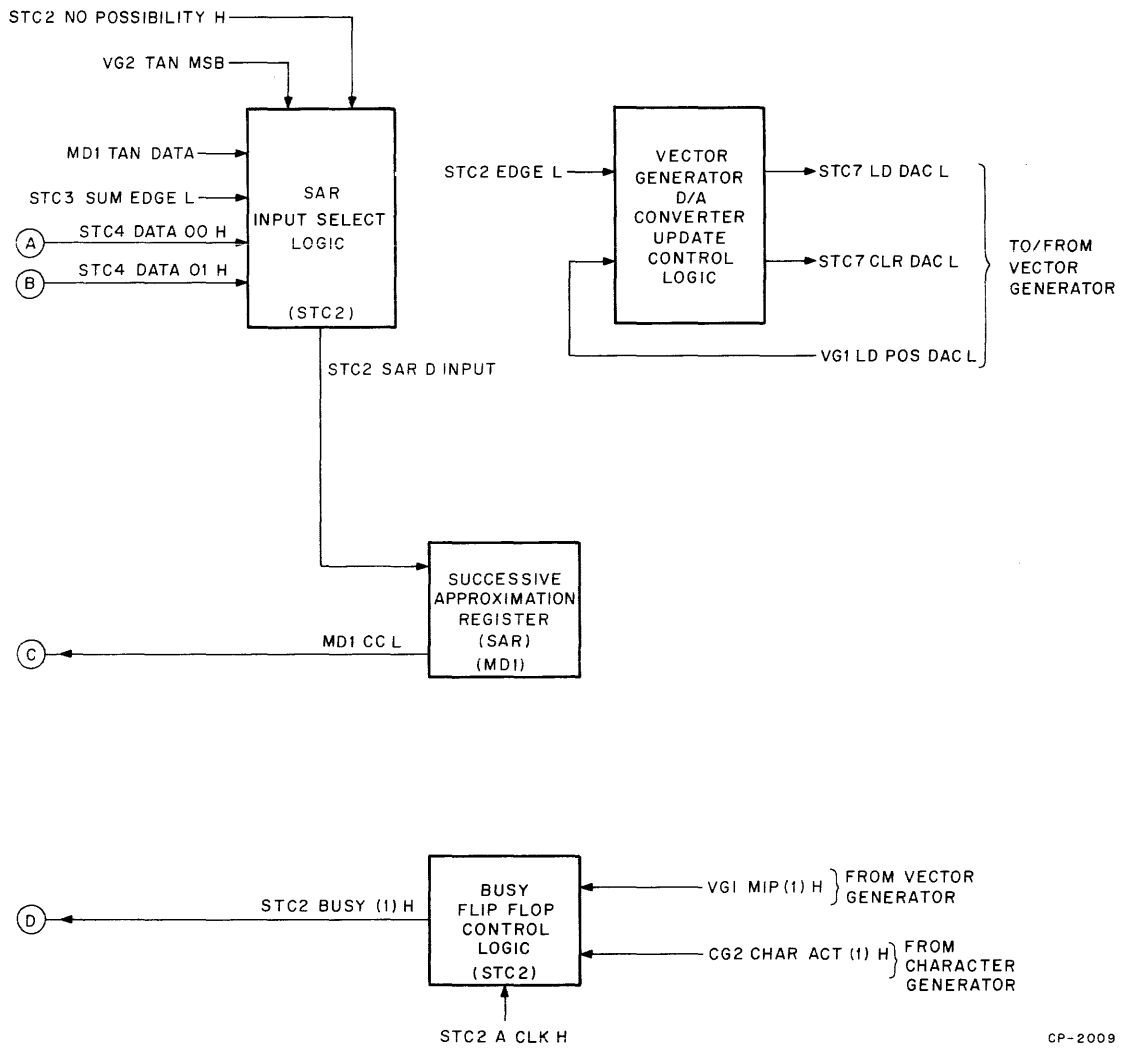 STC2 NO POSSIBILITY H
VG2 TAN MSB
MD1 TAN DATA
STC3 SUM EDGE L
A
STC4 DATA 00 H
B
STC4 DATA 01 H
SAR
INPUT SELECT
LOGIC
(STC2)
STC2 SAR D INPUT
STC2 EDGE L
VECTOR
GENERATOR
D/A
CONVERTER
UPDATE
CONTROL
LOGIC
STC7 LD DAC L
STC7 CLR DAC L
VG1 LD POS DAC L
TO/FROM
VECTOR
GENERATOR
SUCCESSIVE
APPROXIMATION
REGISTER
(SAR)
(MD1)
MD1 CC L
C
BUSY
FLIP FLOP
CONTROL
LOGIC
(STC2)
STC2 BUSY (1) H
D
VG1 MIP (1) H
FROM VECTOR
GENERATOR
CG2 CHAR ACT (1) H
FROM
CHARACTER
GENERATOR
STC2 A CLK H
CP-2009